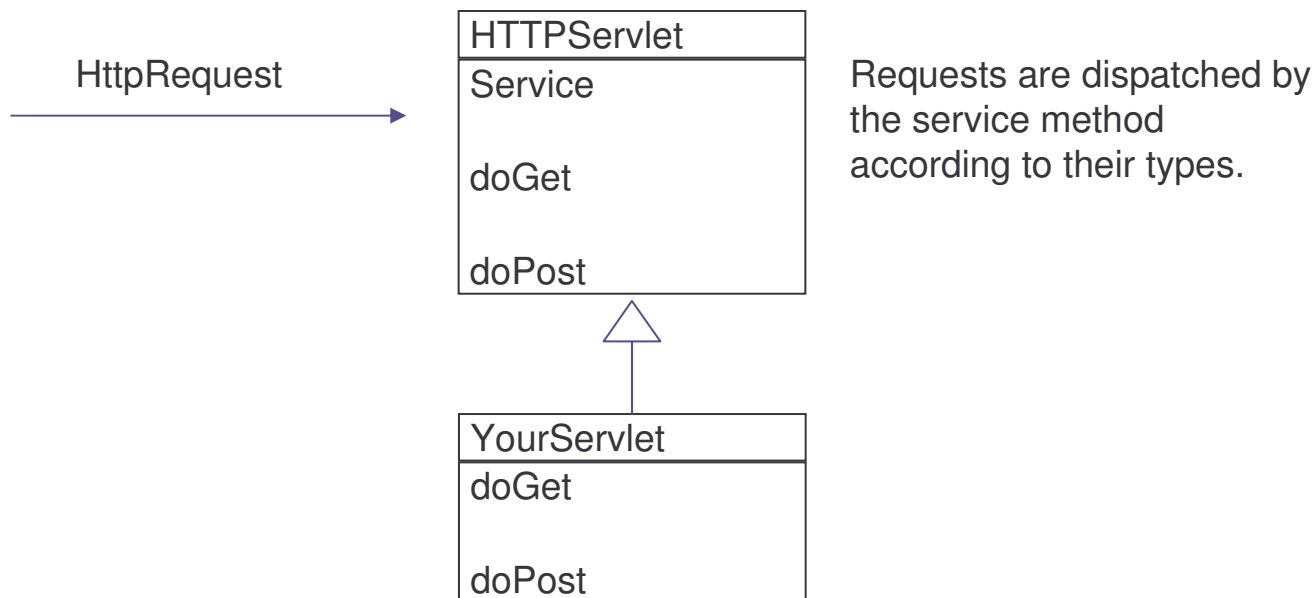 HttpRequest
HTTPServlet
Service
doGet
doPost
Requests are dispatched by
the service method
according to their types.
YourServlet
doGet
doPost